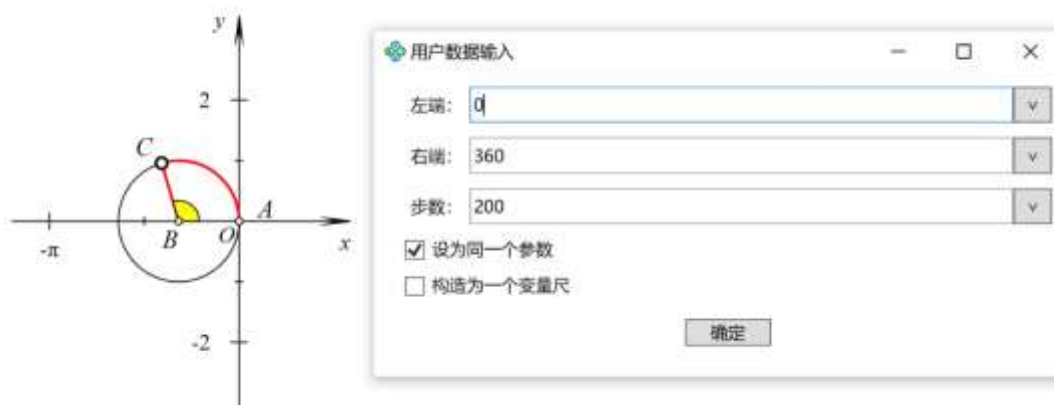 y
2
C
A
-π
B
O
x
-2
用户数据输入
左端： 0
右端： 360
步数： 200
设为同一个参数
构造为一个变量尺
确定